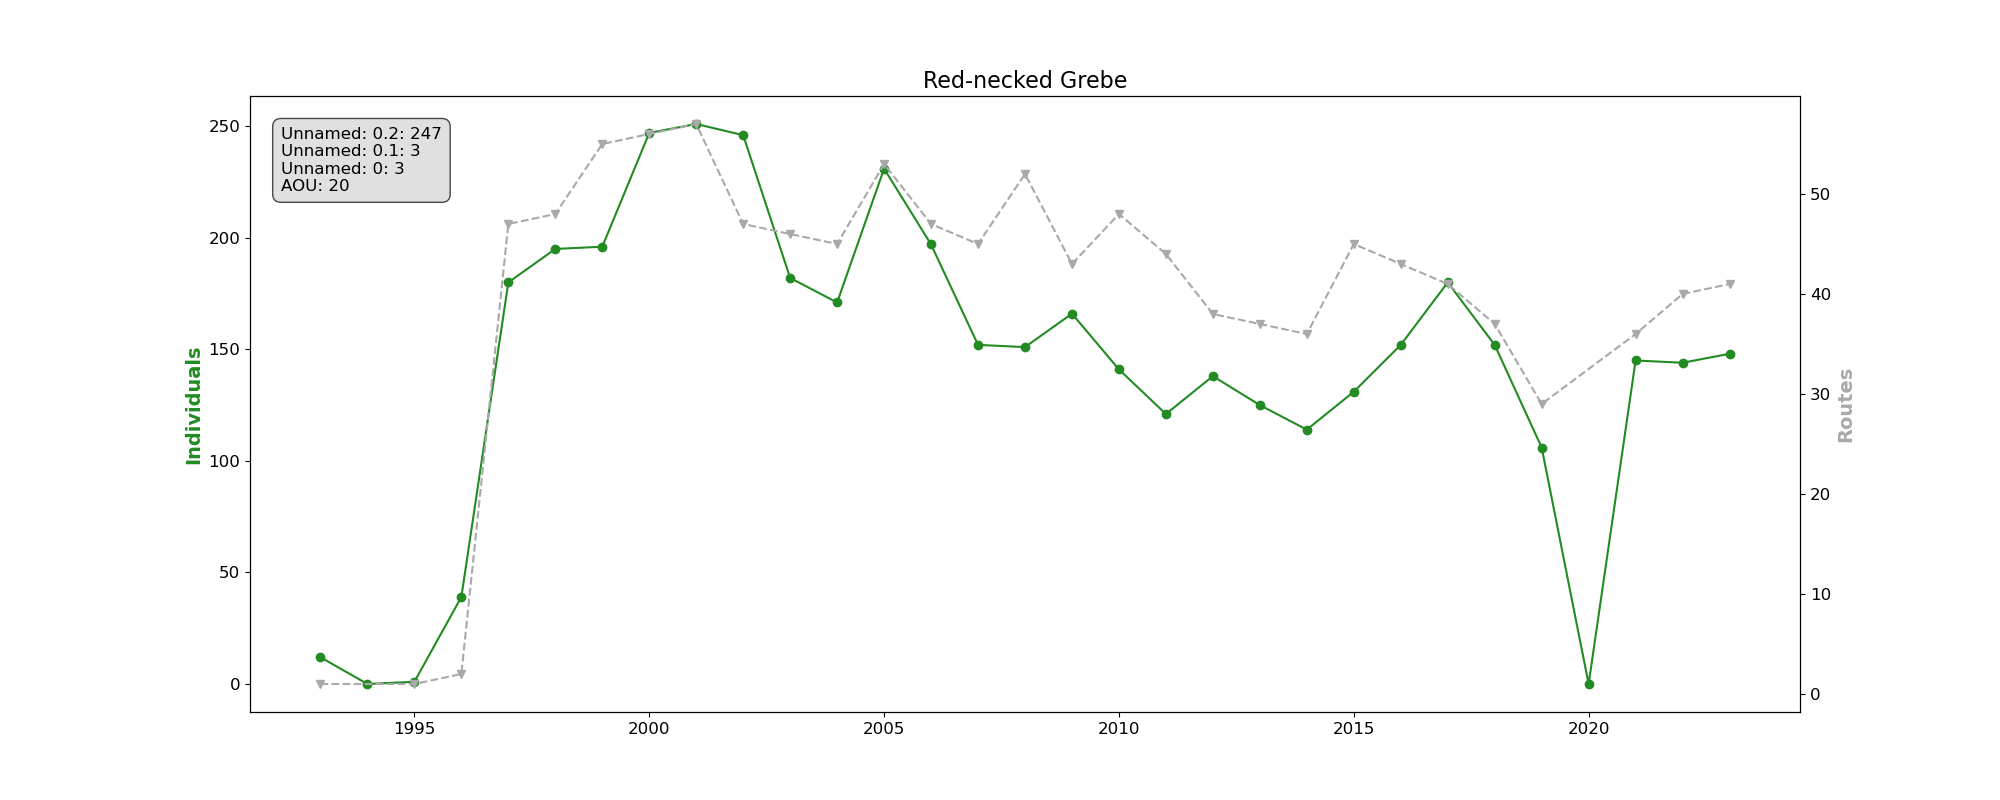 Red-necked Grebe
Unnamed: 0.2: 247
Unnamed: 0.1: 3
Unnamed: 0: 3
AOU: 20
Individuals
250
200
150
100
50
0
Routes
50
40
30
20
10
0
1995 2000 2005 2010 2015 2020